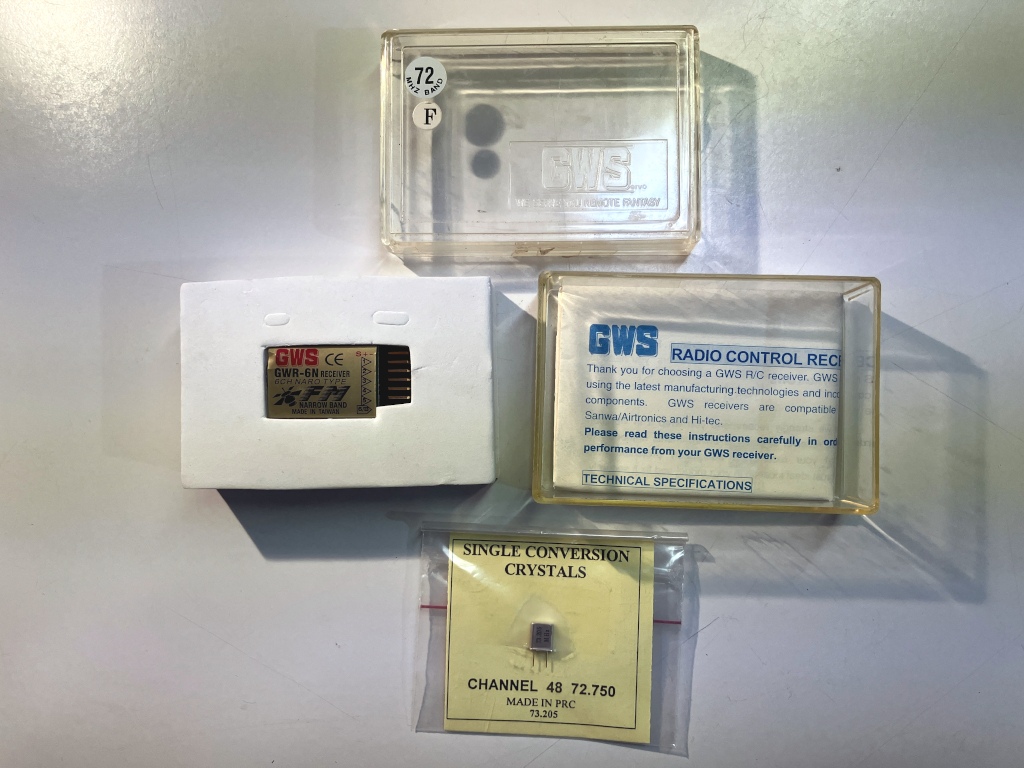 72
MHZ BAND
F
GWS
GWS
CE
GWR-6N RECEIVER
6CH NARO TYPE
FM
NARROW BAND
MADE IN TAIWAN
S+-
GWS
RADIO CONTROL REC
Thank you for choosing a GWS R/C receiver. GWS
using the latest manufacturing technologies and inc
components. GWS receivers are compatible
Sanwa/Airtronics and Hi-tec.
Please read these instructions carefully in ord
performance from your GWS receiver.
TECHNICAL SPECIFICATIONS
SINGLE CONVERSION
CRYSTALS
CHANNEL 48 72.750
MADE IN PRC
73.205